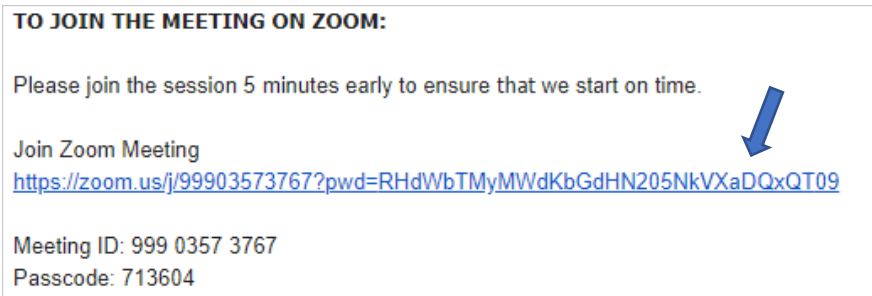 TO JOIN THE MEETING ON ZOOM:
Please join the session 5 minutes early to ensure that we start on time.
Join Zoom Meeting
https://zoom.us/j/99903573767?pwd=RHdWbTMyMWdKbGdHN205NkVXaDQxQT09
Meeting ID: 999 0357 3767
Passcode: 713604